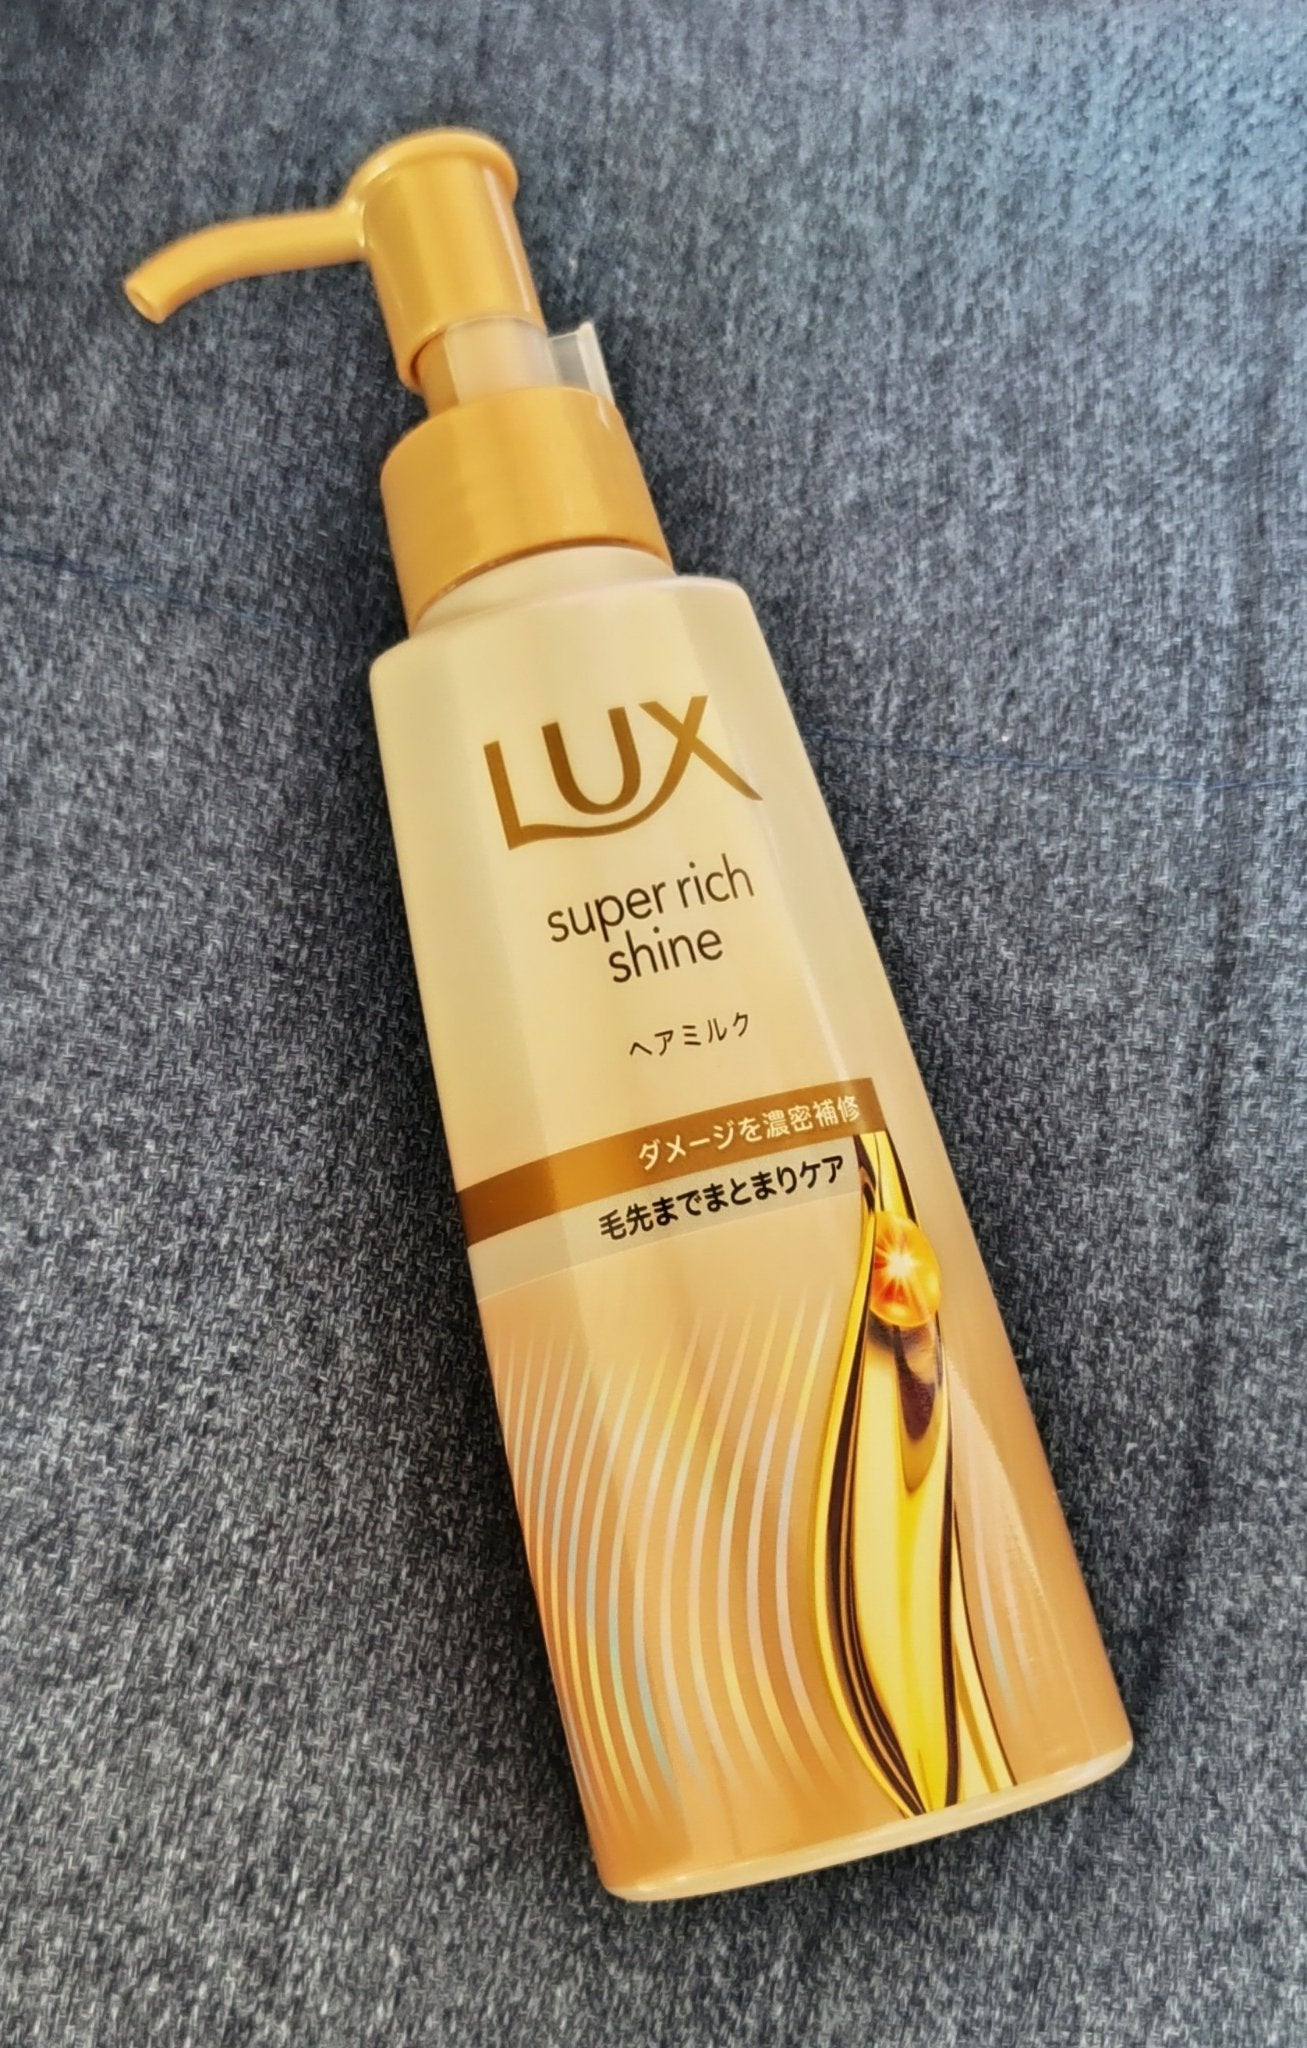 LUX
super rich
shine
ヘアミルク
ダメージを濃密補修
毛先までまとまりケア